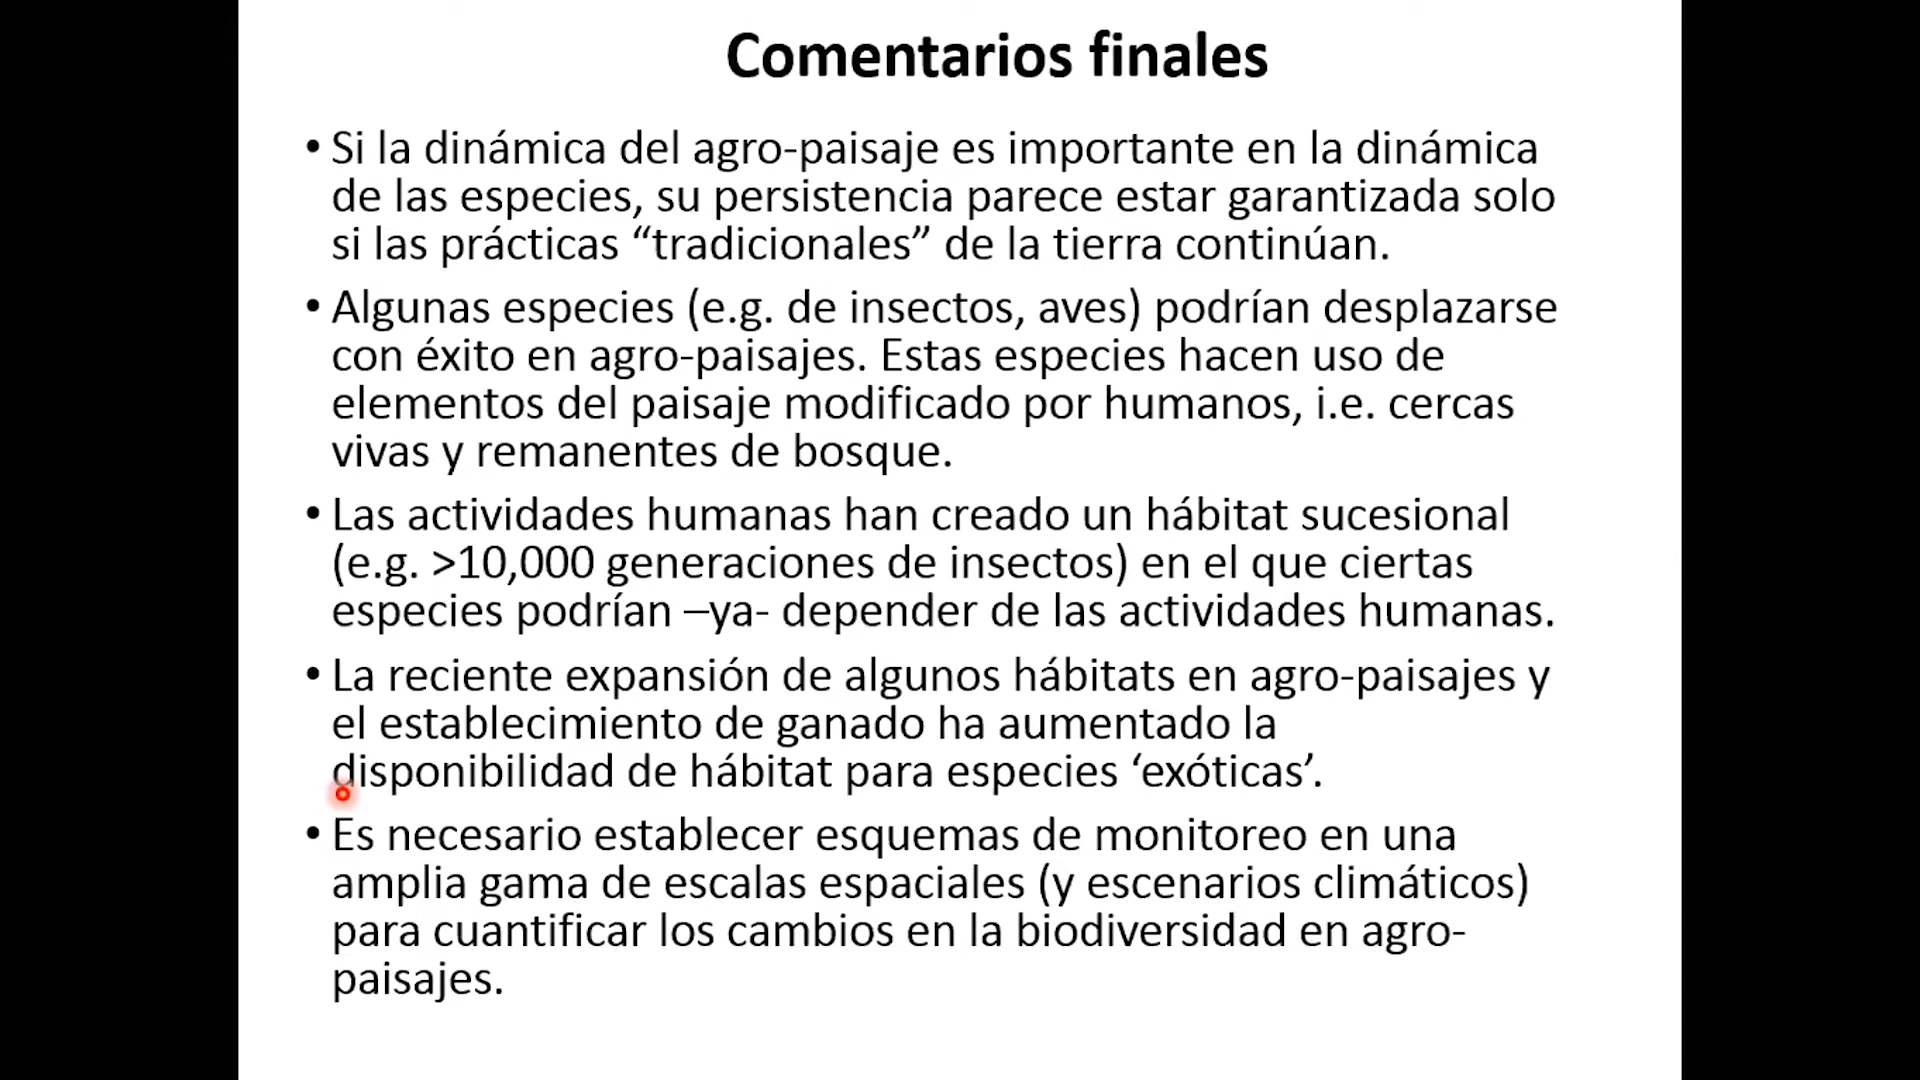 Comentarios finales
• Si la dinámica del agro-paisaje es importante en la dinámica
de las especies, su persistencia parece estar garantizada solo
si las prácticas “tradicionales” de la tierra continúan.
• Algunas especies (e.g. de insectos, aves) podrían desplazarse
con éxito en agro-paisajes. Estas especies hacen uso de
elementos del paisaje modificado por humanos, i.e. cercas
vivas y remanentes de bosque.
• Las actividades humanas han creado un hábitat sucesional
(e.g. >10,000 generaciones de insectos) en el que ciertas
especies podrían –ya- depender de las actividades humanas.
• La reciente expansión de algunos hábitats en agro-paisajes y
el establecimiento de ganado ha aumentado la
disponibilidad de hábitat para especies ‘exóticas’.
• Es necesario establecer esquemas de monitoreo en una
amplia gama de escalas espaciales (y escenarios climáticos)
para cuantificar los cambios en la biodiversidad en agro-
paisajes.